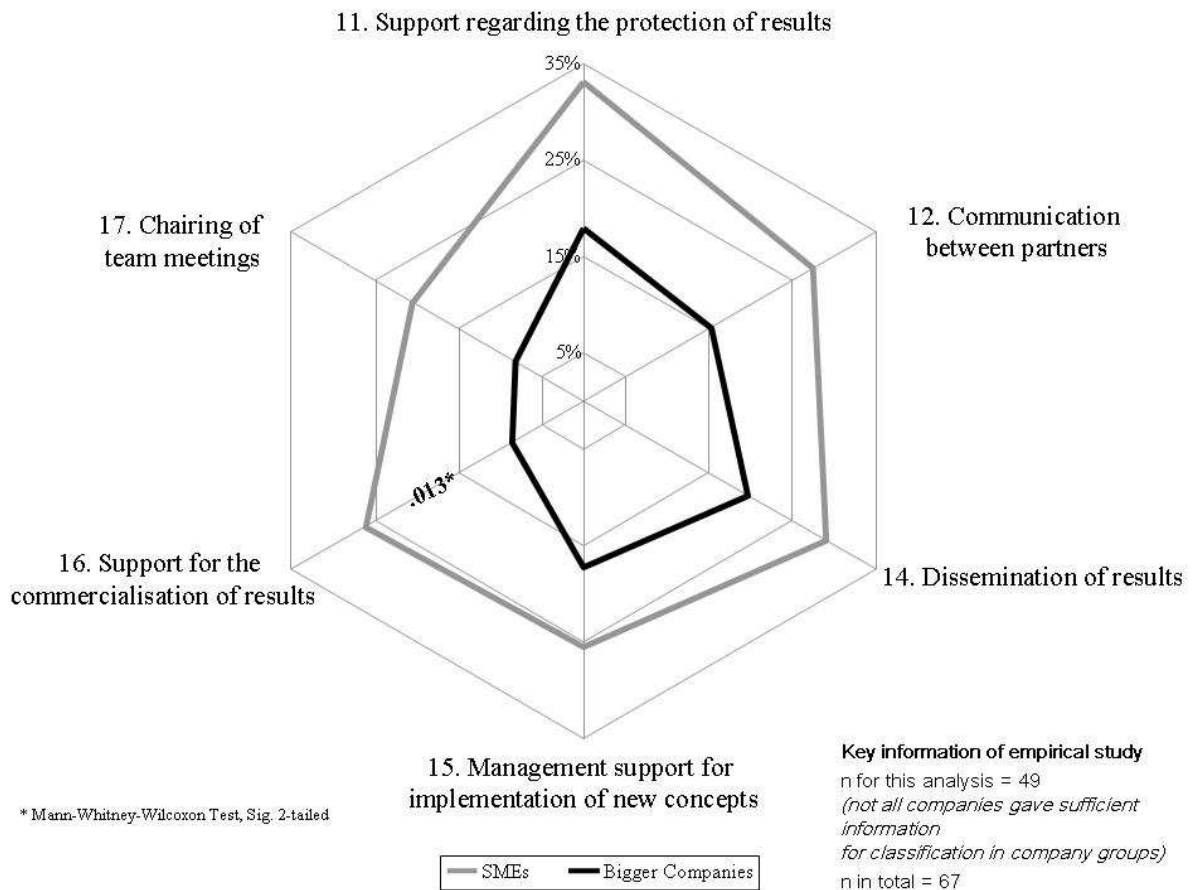 11. Support regarding the protection of results
35%
25%
15%
5%
12. Communication
between partners
14. Dissemination of results
15. Management support for
implementation of new concepts
16. Support for the
commercialisation of results
.013*
17. Chairing of
team meetings
* Mann-Whitney-Wilcoxon Test, Sig. 2-tailed
SMEs
Bigger Companies
Key information of empirical study
n for this analysis = 49
(not all companies gave sufficient
information
for classification in company groups)
n in total = 67